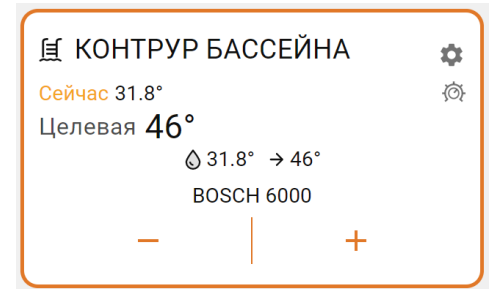 КОНТРУР БАССЕЙНА
Сейчас 31.8°
Целевая 46°
31.8° → 46°
BOSCH 6000
− +